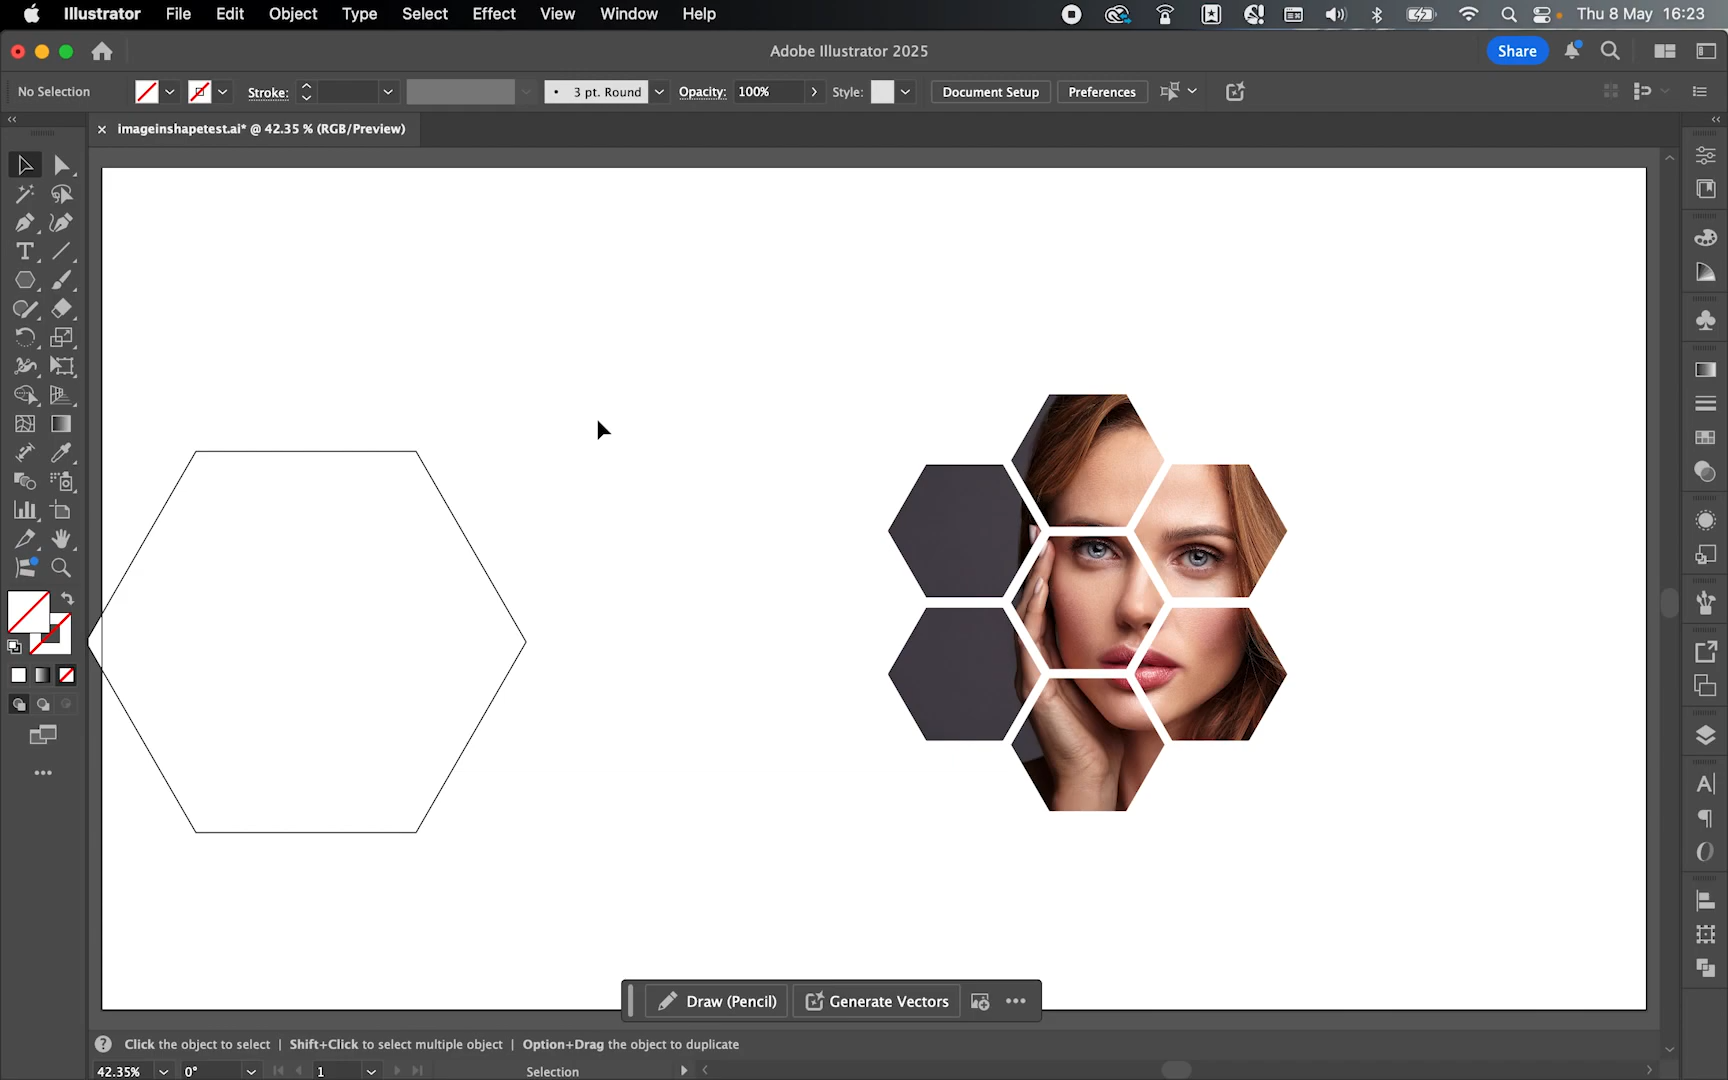 Illustrator File Edit Object Type Select Effect View Window Help Thu 8 May 16:23
Adobe Illustrator 2025 Share
No Selection Stroke: 3 pt. Round Opacity: 100% Style: Document Setup Preferences
imageinshapetest.ai* @ 42.35 % (RGB/Preview)
Draw (Pencil) Generate Vectors
Click the object to select | Shift+Click to select multiple object | Option+Drag the object to duplicate
42.35% 0° 1 Selection